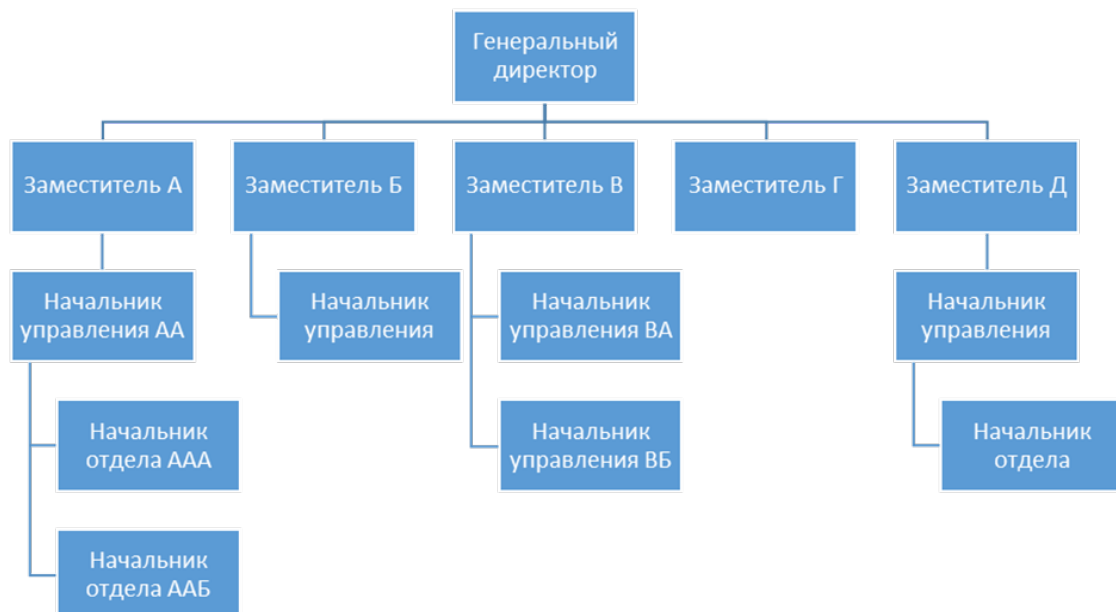 Генеральный
директор
Заместитель А
Заместитель Б
Заместитель В
Заместитель Г
Заместитель Д
Начальник
управления АА
Начальник
управления
Начальник
управления ВА
Начальник
управления
Начальник
отдела ААА
Начальник
управления ВБ
Начальник
отдела
Начальник
отдела ААБ